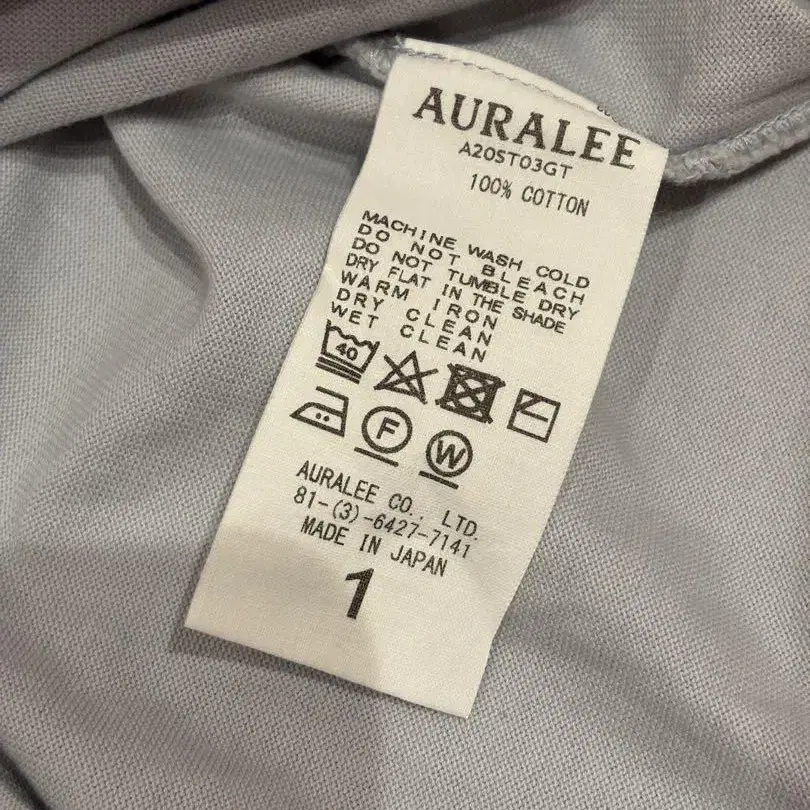 AURALEE
A20ST03GT
100% COTTON
MACHINE WASH COLD
DO NOT BLEACH
DO NOT TUMBLE DRY
DRY FLAT IN THE SHADE
WARM IRON
DRY CLEAN
WET CLEAN
40
F W
AURALEE CO., LTD.
81-(3)-6427-7141
MADE IN JAPAN
1